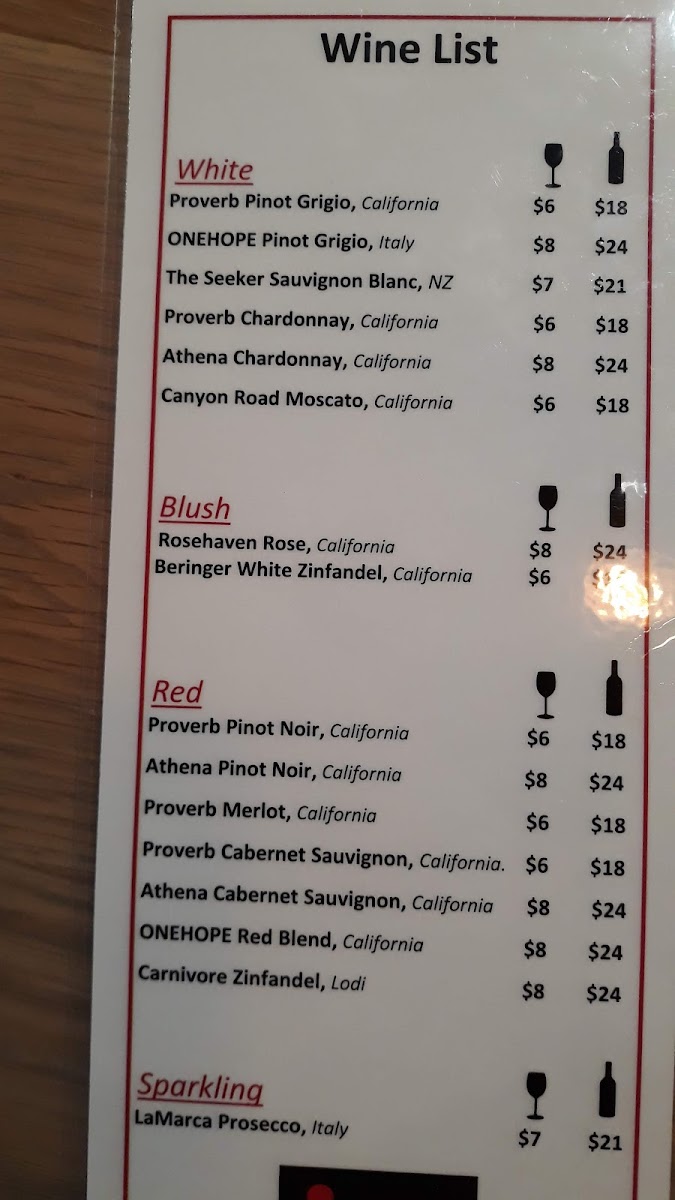 Wine List
White
Proverb Pinot Grigio, California $6 $18
ONEHOPE Pinot Grigio, Italy $8 $24
The Seeker Sauvignon Blanc, NZ $7 $21
Proverb Chardonnay, California $6 $18
Athena Chardonnay, California $8 $24
Canyon Road Moscato, California $6 $18
Blush
Rosehaven Rose, California $8 $24
Beringer White Zinfandel, California $6
Red
Proverb Pinot Noir, California $6 $18
Athena Pinot Noir, California $8 $24
Proverb Merlot, California $6 $18
Proverb Cabernet Sauvignon, California. $6 $18
Athena Cabernet Sauvignon, California $8 $24
ONEHOPE Red Blend, California $8 $24
Carnivore Zinfandel, Lodi $8 $24
Sparkling
LaMarca Prosecco, Italy $7 $21